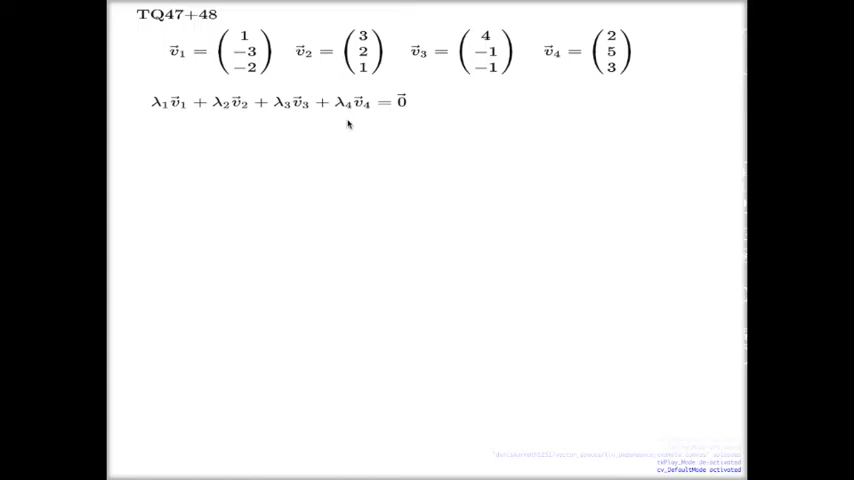 TQ47+48
v⃗₁ = ( 1 −3 −2 ) v⃗₂ = ( 3 2 1 ) v⃗₃ = ( 4 −1 −1 ) v⃗₄ = ( 2 5 3 )
λ₁v⃗₁ + λ₂v⃗₂ + λ₃v⃗₃ + λ₄v⃗₄ = 0⃗
tkPlay_Mode de-activated
cv_DefaultMode activated